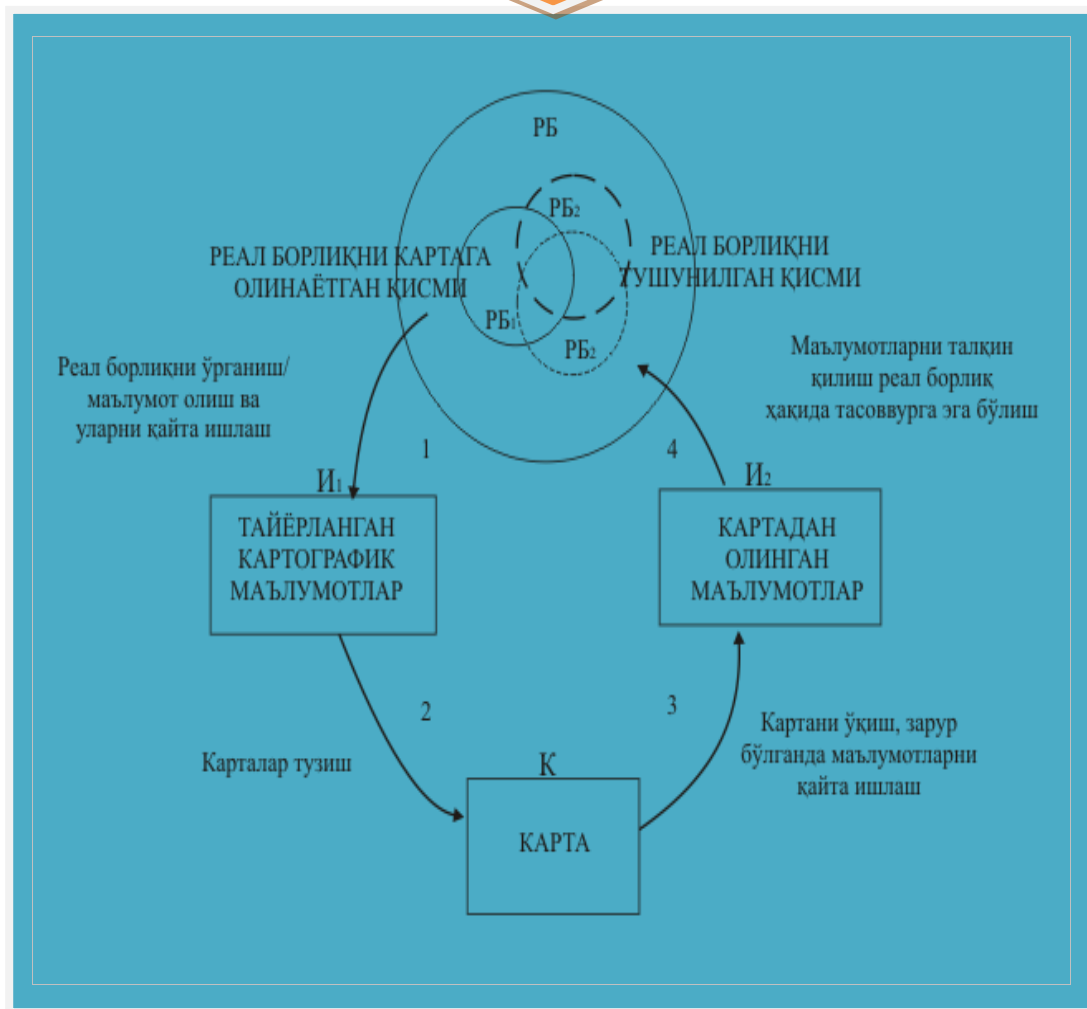 РБ
РБ₂
РЕАЛ БОРЛИҚНИ КАРТАГА
ОЛИНАЁТГАН ҚИСМИ
РЕАЛ БОРЛИҚНИ
ТУШУНИЛГАН ҚИСМИ
РБ₁
РБ₂
Реал борлиқни ўрганиш/
маълумот олиш ва
уларни қайта ишлаш
Маълумотларни талқин
қилиш реал борлиқ
ҳақида тасоввурга эга бўлиш
1
4
И₁
ТАЙЁРЛАНГАН
КАРТОГРАФИК
МАЪЛУМОТЛАР
И₂
КАРТАДАН
ОЛИНГАН
МАЪЛУМОТЛАР
2
3
Карталар тузиш
Картани ўқиш, зарур
бўлганда маълумотларни
қайта ишлаш
К
КАРТА